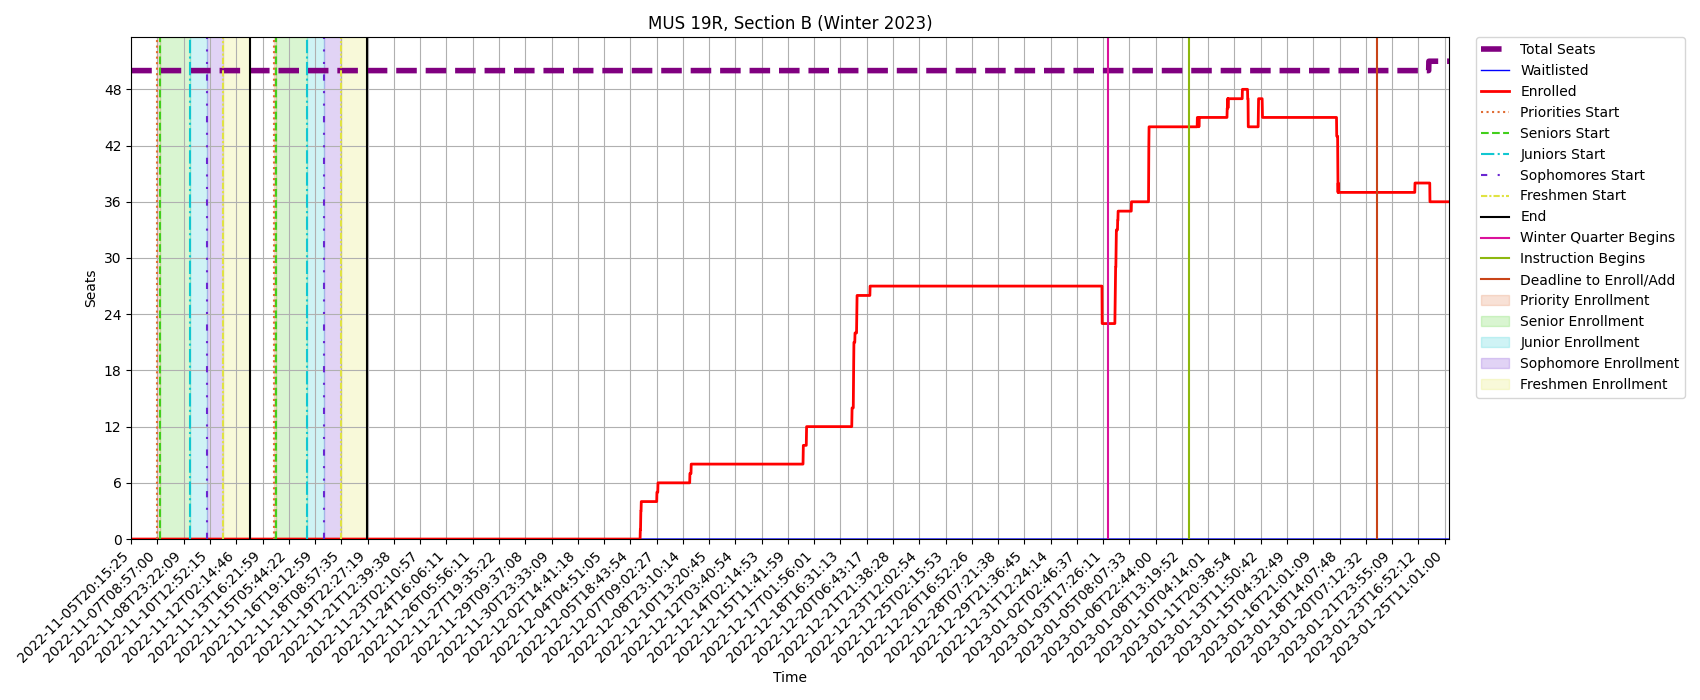 MUS 19R, Section B (Winter 2023)
Seats
48
42
36
30
24
18
12
6
0
2022-11-05T20:15:25
2022-11-07T08:57:00
2022-11-08T23:22:09
2022-11-10T12:52:15
2022-11-12T02:14:46
2022-11-13T16:21:59
2022-11-15T05:44:22
2022-11-16T19:12:59
2022-11-18T08:57:35
2022-11-19T22:27:19
2022-11-21T12:39:38
2022-11-23T02:10:57
2022-11-24T16:06:11
2022-11-26T05:56:11
2022-11-27T19:35:22
2022-11-29T09:37:08
2022-11-30T23:33:09
2022-12-02T14:41:18
2022-12-04T04:51:05
2022-12-05T18:43:54
2022-12-07T09:02:27
2022-12-08T23:10:14
2022-12-10T13:20:45
2022-12-12T03:40:54
2022-12-14T02:14:53
2022-12-15T11:41:59
2022-12-17T01:56:01
2022-12-18T16:31:13
2022-12-20T06:43:17
2022-12-21T21:38:28
2022-12-23T12:02:54
2022-12-25T02:15:53
2022-12-26T16:52:26
2022-12-28T07:21:38
2022-12-29T21:36:45
2022-12-31T12:24:14
2023-01-02T02:46:37
2023-01-03T17:26:11
2023-01-05T08:07:33
2023-01-06T22:44:00
2023-01-08T13:19:52
2023-01-10T04:14:01
2023-01-11T20:38:54
2023-01-13T11:50:42
2023-01-15T04:32:49
2023-01-16T21:01:09
2023-01-18T14:07:48
2023-01-20T07:12:32
2023-01-21T23:55:09
2023-01-23T16:52:12
2023-01-25T11:01:00
Time
Total Seats
Waitlisted
Enrolled
Priorities Start
Seniors Start
Juniors Start
Sophomores Start
Freshmen Start
End
Winter Quarter Begins
Instruction Begins
Deadline to Enroll/Add
Priority Enrollment
Senior Enrollment
Junior Enrollment
Sophomore Enrollment
Freshmen Enrollment